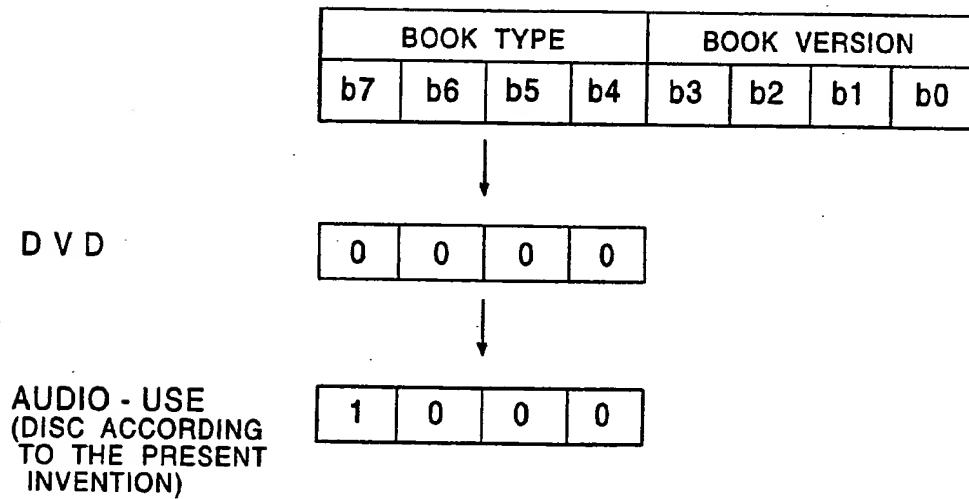 BOOK TYPE BOOK VERSION
b7 b6 b5 b4 b3 b2 b1 b0
D V D 0 0 0 0
AUDIO - USE 1 0 0 0
(DISC ACCORDING
TO THE PRESENT
INVENTION)